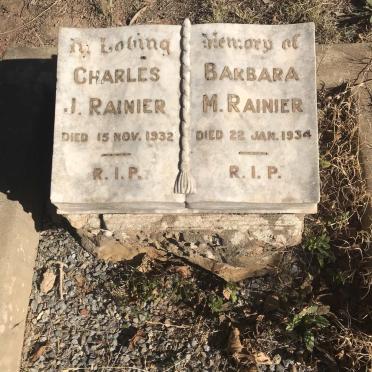 In Loving Memory of
CHARLES
J. RAINIER
DIED 15 NOV. 1932
R.I.P.
BARBARA
M. RAINIER
DIED 22 JAN. 1934
R.I.P.